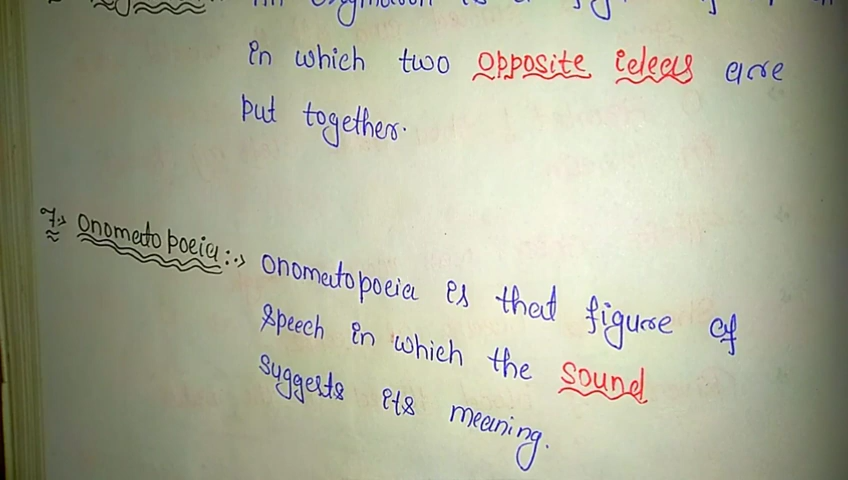 in which two opposite ideas are
put together.
7. Onomatopoeia:-> Onomatopoeia is that figure of
speech in which the sound
suggests its meaning.